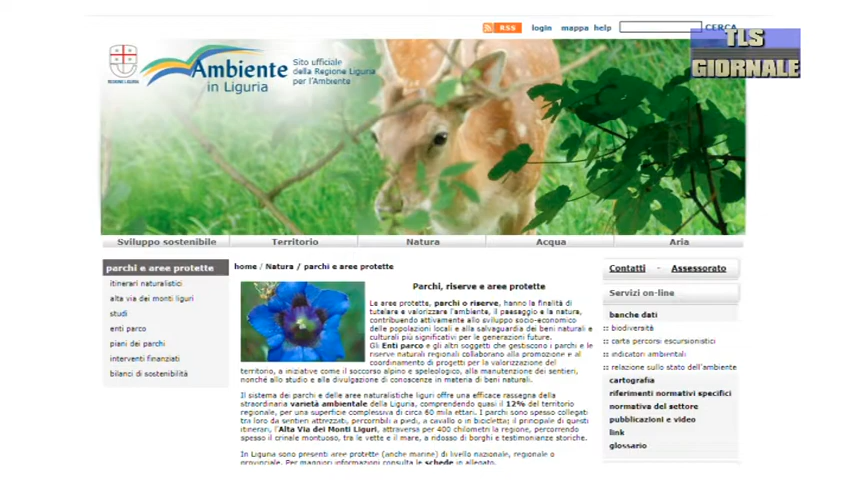 RSS login mappa help CERCA
TLS
GIORNALE
REGIONE LIGURIA
Ambiente
in Liguria
Sito ufficiale
della Regione Liguria
per l'Ambiente
Sviluppo sostenibile Territorio Natura Acqua Aria
parchi e aree protette
itinerari naturalistici
alta via dei monti liguri
studi
enti parco
piani dei parchi
interventi finanziati
bilanci di sostenibilità
home / Natura / parchi e aree protette
Parchi, riserve e aree protette
Le aree protette, parchi o riserve, hanno la finalità di
tutelare e valorizzare l'ambiente, il paesaggio e la natura,
contribuendo attivamente allo sviluppo socio-economico
delle popolazioni locali e alla salvaguardia dei beni naturali e
culturali più significativi per le generazioni future.
Gli Enti parco e gli altri soggetti che gestiscono i parchi e le
riserve naturali regionali collaborano alla promozione e al
coordinamento di progetti per la valorizzazione del
territorio, a iniziative come il soccorso alpino e speleologico, alla manutenzione dei sentieri,
nonché allo studio e alla divulgazione di conoscenze in materia di beni naturali.
Il sistema dei parchi e delle aree naturalistiche liguri offre una efficace rassegna della
straordinaria varietà ambientale della Liguria, comprendendo quasi il 12% del territorio
regionale, per una superficie complessiva di circa 60 mila ettari. I parchi sono spesso collegati
tra loro da sentieri attrezzati, percorribili a piedi, a cavallo o in bicicletta; il principale di questi
itinerari, l'Alta Via dei Monti Liguri, attraversa per 400 chilometri la regione, percorrendo
spesso il crinale montuoso, tra le vette e il mare, a ridosso di borghi e testimonianze storiche.
In Liguria sono presenti aree protette (anche marine) di livello nazionale, regionale o
provinciale. Per maggiori informazioni consulta le schede in allegato.
Contatti - Assessorato
Servizi on-line
banche dati
:: biodiversità
:: carta percorsi escursionistici
:: indicatori ambientali
:: relazione sullo stato dell'ambiente
cartografia
riferimenti normativi specifici
normativa del settore
pubblicazioni e video
link
glossario